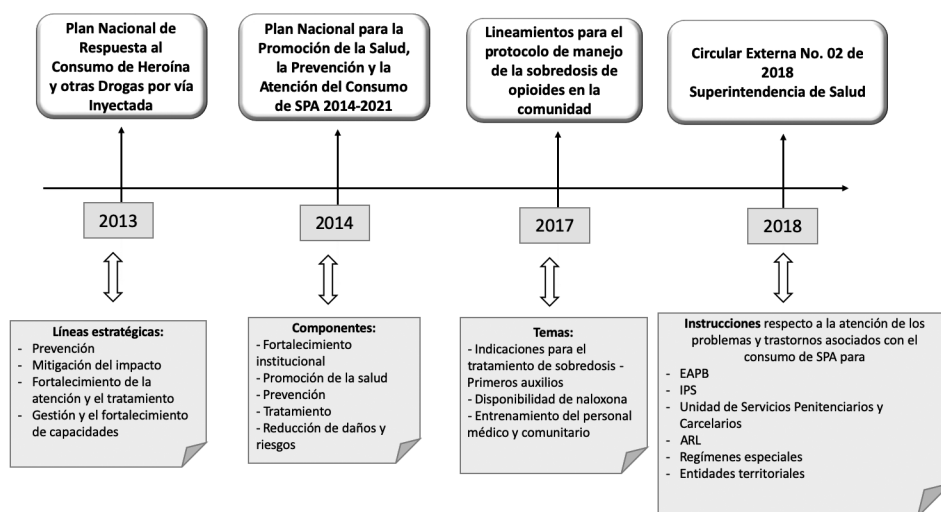 Plan Nacional de
Respuesta al
Consumo de Heroína
y otras Drogas por vía
Inyectada
Plan Nacional para la
Promoción de la Salud,
la Prevención y la
Atención del Consumo
de SPA 2014-2021
Lineamientos para el
protocolo de manejo
de la sobredosis de
opioides en la
comunidad
Circular Externa No. 02 de
2018
Superintendencia de Salud
2013
2014
2017
2018
Líneas estratégicas:
- Prevención
- Mitigación del impacto
- Fortalecimiento de la
atención y el tratamiento
- Gestión y el fortalecimiento
de capacidades
Componentes:
- Fortalecimiento
institucional
- Promoción de la salud
- Prevención
- Tratamiento
- Reducción de daños y
riesgos
Temas:
- Indicaciones para el
tratamiento de sobredosis -
Primeros auxilios
- Disponibilidad de naloxona
- Entrenamiento del personal
médico y comunitario
Instrucciones respecto a la atención de los
problemas y trastornos asociados con el
consumo de SPA para
- EAPB
- IPS
- Unidad de Servicios Penitenciarios y
Carcelarios
- ARL
- Regímenes especiales
- Entidades territoriales